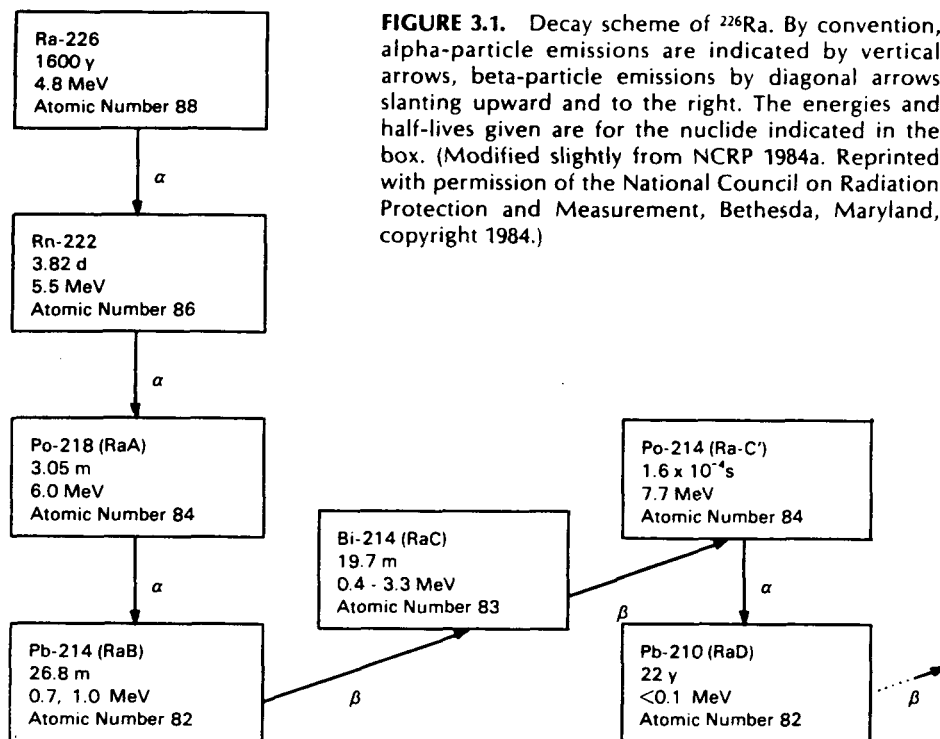 Ra-226
1600 y
4.8 MeV
Atomic Number 88
FIGURE 3.1. Decay scheme of ²²⁶Ra. By convention,
alpha-particle emissions are indicated by vertical
arrows, beta-particle emissions by diagonal arrows
slanting upward and to the right. The energies and
half-lives given are for the nuclide indicated in the
box. (Modified slightly from NCRP 1984a. Reprinted
with permission of the National Council on Radiation
Protection and Measurement, Bethesda, Maryland,
copyright 1984.)
α
Rn-222
3.82 d
5.5 MeV
Atomic Number 86
α
Po-218 (RaA)
3.05 m
6.0 MeV
Atomic Number 84
α
Pb-214 (RaB)
26.8 m
0.7, 1.0 MeV
Atomic Number 82
β
Bi-214 (RaC)
19.7 m
0.4 - 3.3 MeV
Atomic Number 83
β
Po-214 (Ra-C')
1.6 x 10⁻⁴s
7.7 MeV
Atomic Number 84
α
Pb-210 (RaD)
22 y
<0.1 MeV
Atomic Number 82
β